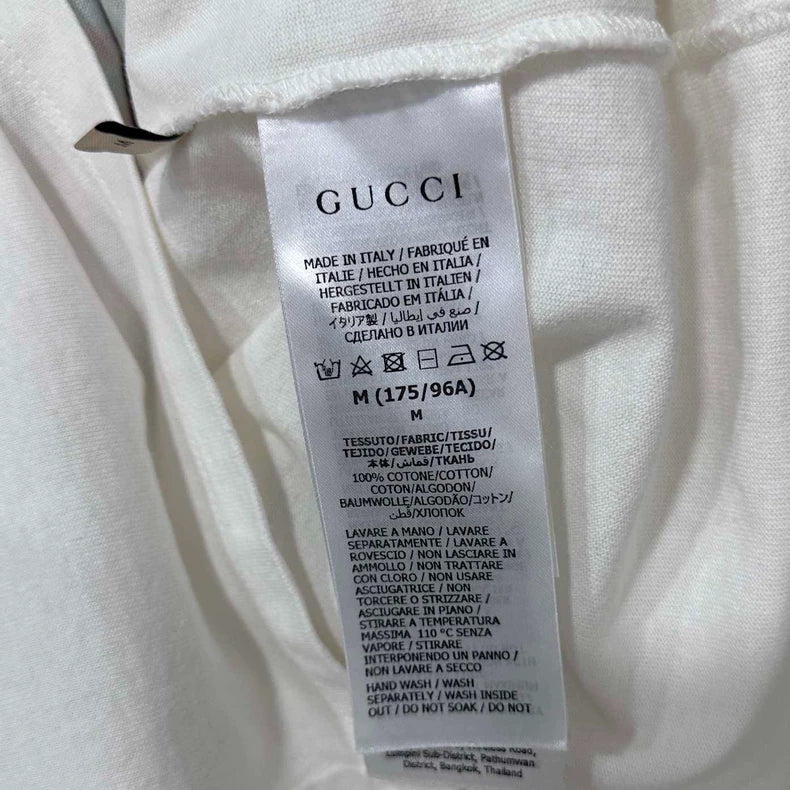 GUCCI
MADE IN ITALY / FABRIQUÉ EN
ITALIE / HECHO EN ITALIA /
HERGESTELLT IN ITALIEN /
FABRICADO EM ITÁLIA /
イタリア製 / صنع في إيطاليا /
СДЕЛАНО В ИТАЛИИ
M (175/96A)
M
TESSUTO/FABRIC/TISSU/
TEJIDO/GEWEBE/TECIDO/
本体/قماش/ТКАНЬ
100% COTONE/COTTON/
COTON/ALGODON/
BAUMWOLLE/ALGODÃO/コットン/
قطن/ХЛОПОК
LAVARE A MANO / LAVARE
SEPARATAMENTE / LAVARE A
ROVESCIO / NON LASCIARE IN
AMMOLLO / NON TRATTARE
CON CLORO / NON USARE
ASCIUGATRICE / NON
TORCERE O STRIZZARE /
ASCIUGARE IN PIANO /
STIRARE A TEMPERATURA
MASSIMA 110 °C SENZA
VAPORE / STIRARE
INTERPONENDO UN PANNO /
NON LAVARE A SECCO
HAND WASH / WASH
SEPARATELY / WASH INSIDE
OUT / DO NOT SOAK / DO NOT
Road,
Lumpini Sub-District, Pathumwan
District, Bangkok, Thailand